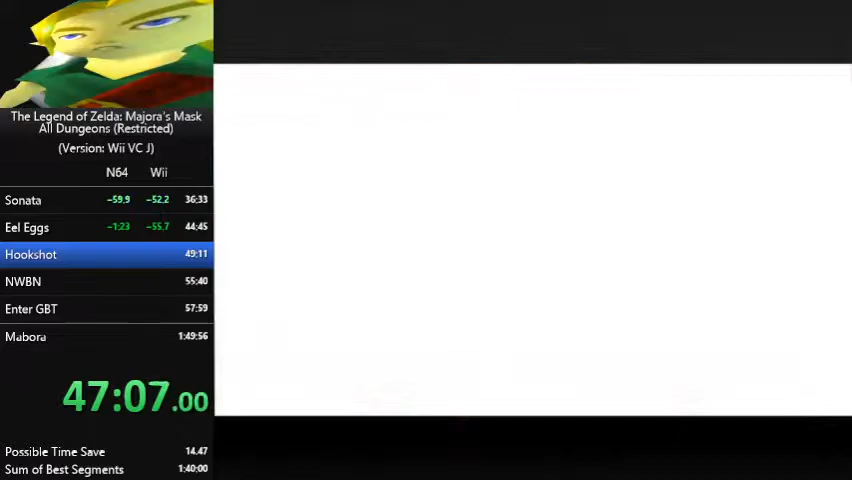 The Legend of Zelda: Majora's Mask
All Dungeons (Restricted)
(Version: Wii VC J)
N64 Wii
Sonata -59.9 -52.2 36:33
Eel Eggs -1:23 -55.7 44:45
Hookshot 49:11
NWBN 55:40
Enter GBT 57:59
Mabora 1:49:56
47:07.00
Possible Time Save 14.47
Sum of Best Segments 1:40:00